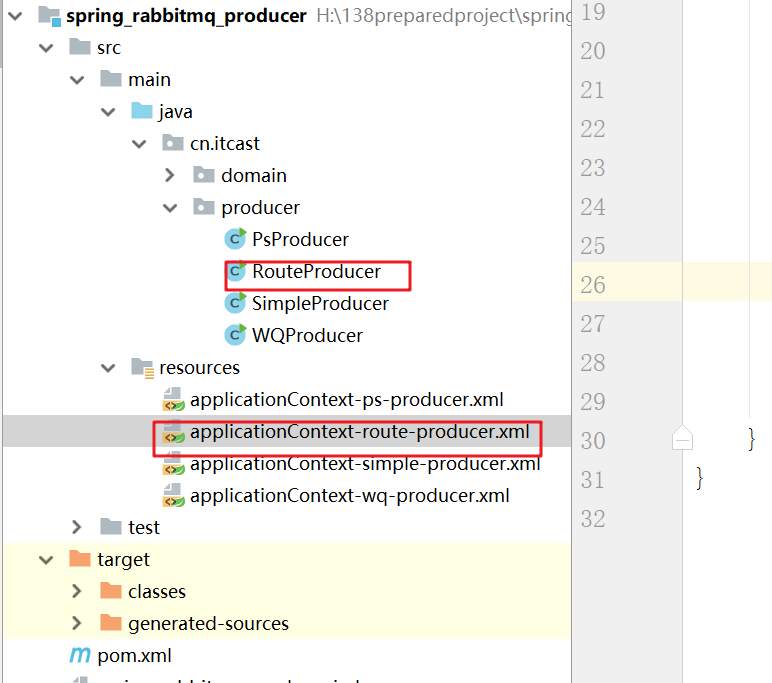 spring_rabbitmq_producer H:\138preparedproject\spring
src
main
java
cn.itcast
domain
producer
PsProducer
RouteProducer
SimpleProducer
WQProducer
resources
applicationContext-ps-producer.xml
applicationContext-route-producer.xml
applicationContext-simple-producer.xml
applicationContext-wq-producer.xml
test
target
classes
generated-sources
pom.xml
19
20
21
22
23
24
25
26
27
28
29
30 }
31 }
32